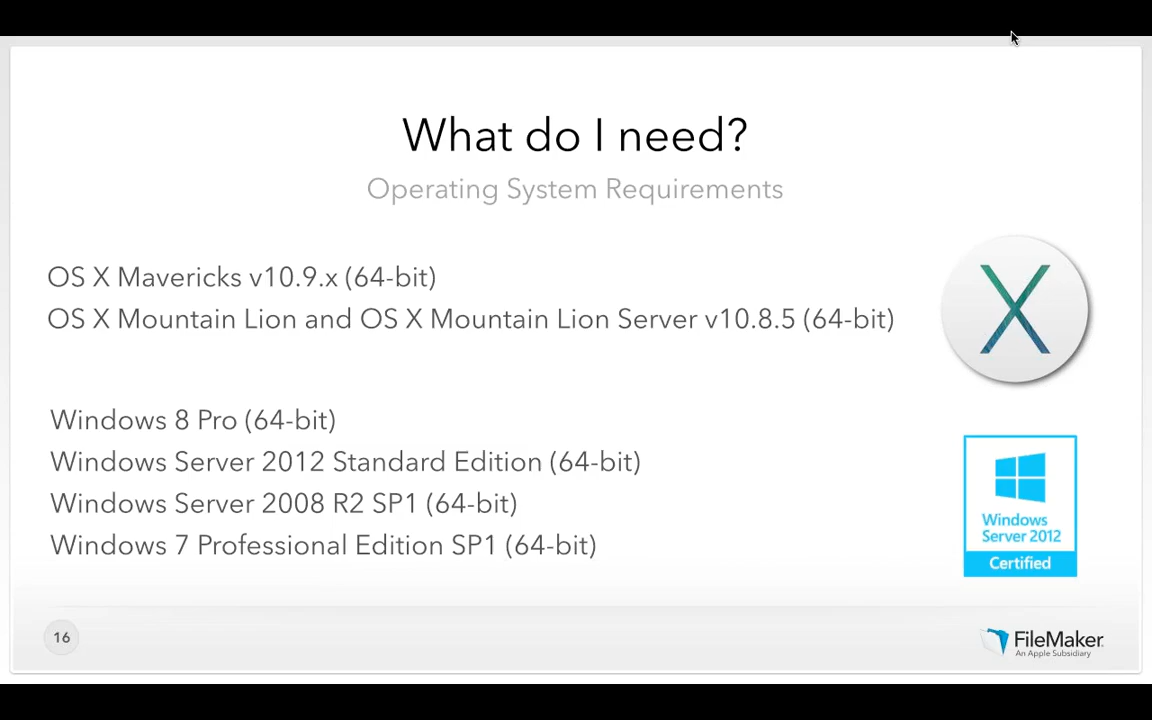 What do I need?
Operating System Requirements
OS X Mavericks v10.9.x (64-bit)
OS X Mountain Lion and OS X Mountain Lion Server v10.8.5 (64-bit)
X
Windows 8 Pro (64-bit)
Windows Server 2012 Standard Edition (64-bit)
Windows Server 2008 R2 SP1 (64-bit)
Windows 7 Professional Edition SP1 (64-bit)
Windows
Server 2012
Certified
16
FileMaker.
An Apple Subsidiary